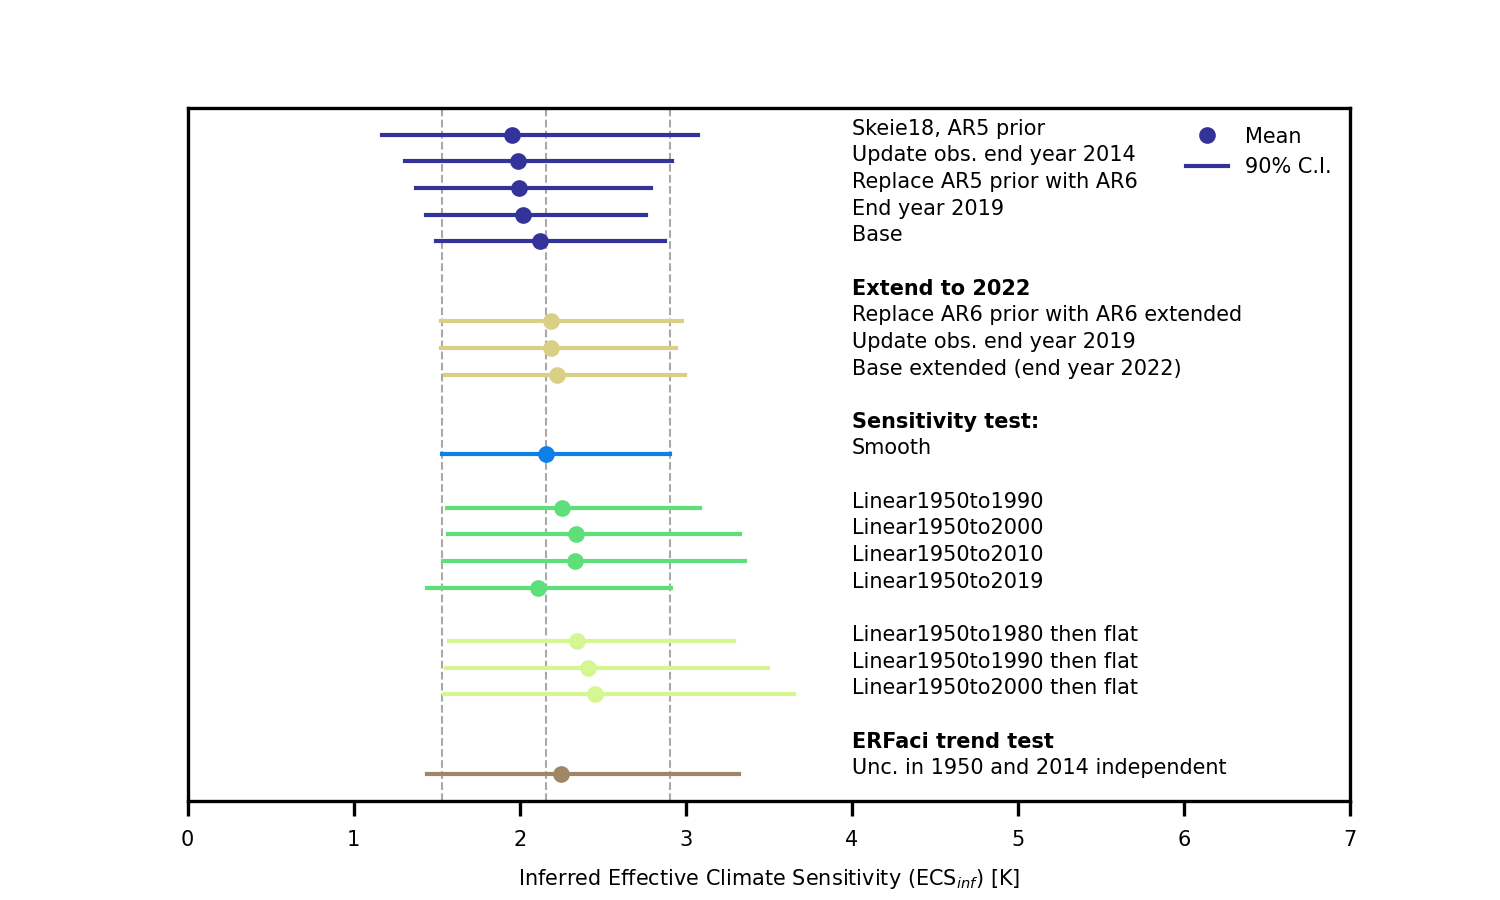 Skeie18, AR5 prior
Update obs. end year 2014
Replace AR5 prior with AR6
End year 2019
Base
Mean
90% C.I.
Extend to 2022
Replace AR6 prior with AR6 extended
Update obs. end year 2019
Base extended (end year 2022)
Sensitivity test:
Smooth
Linear1950to1990
Linear1950to2000
Linear1950to2010
Linear1950to2019
Linear1950to1980 then flat
Linear1950to1990 then flat
Linear1950to2000 then flat
ERFaci trend test
Unc. in 1950 and 2014 independent
0 1 2 3 4 5 6 7
Inferred Effective Climate Sensitivity (ECSinf) [K]